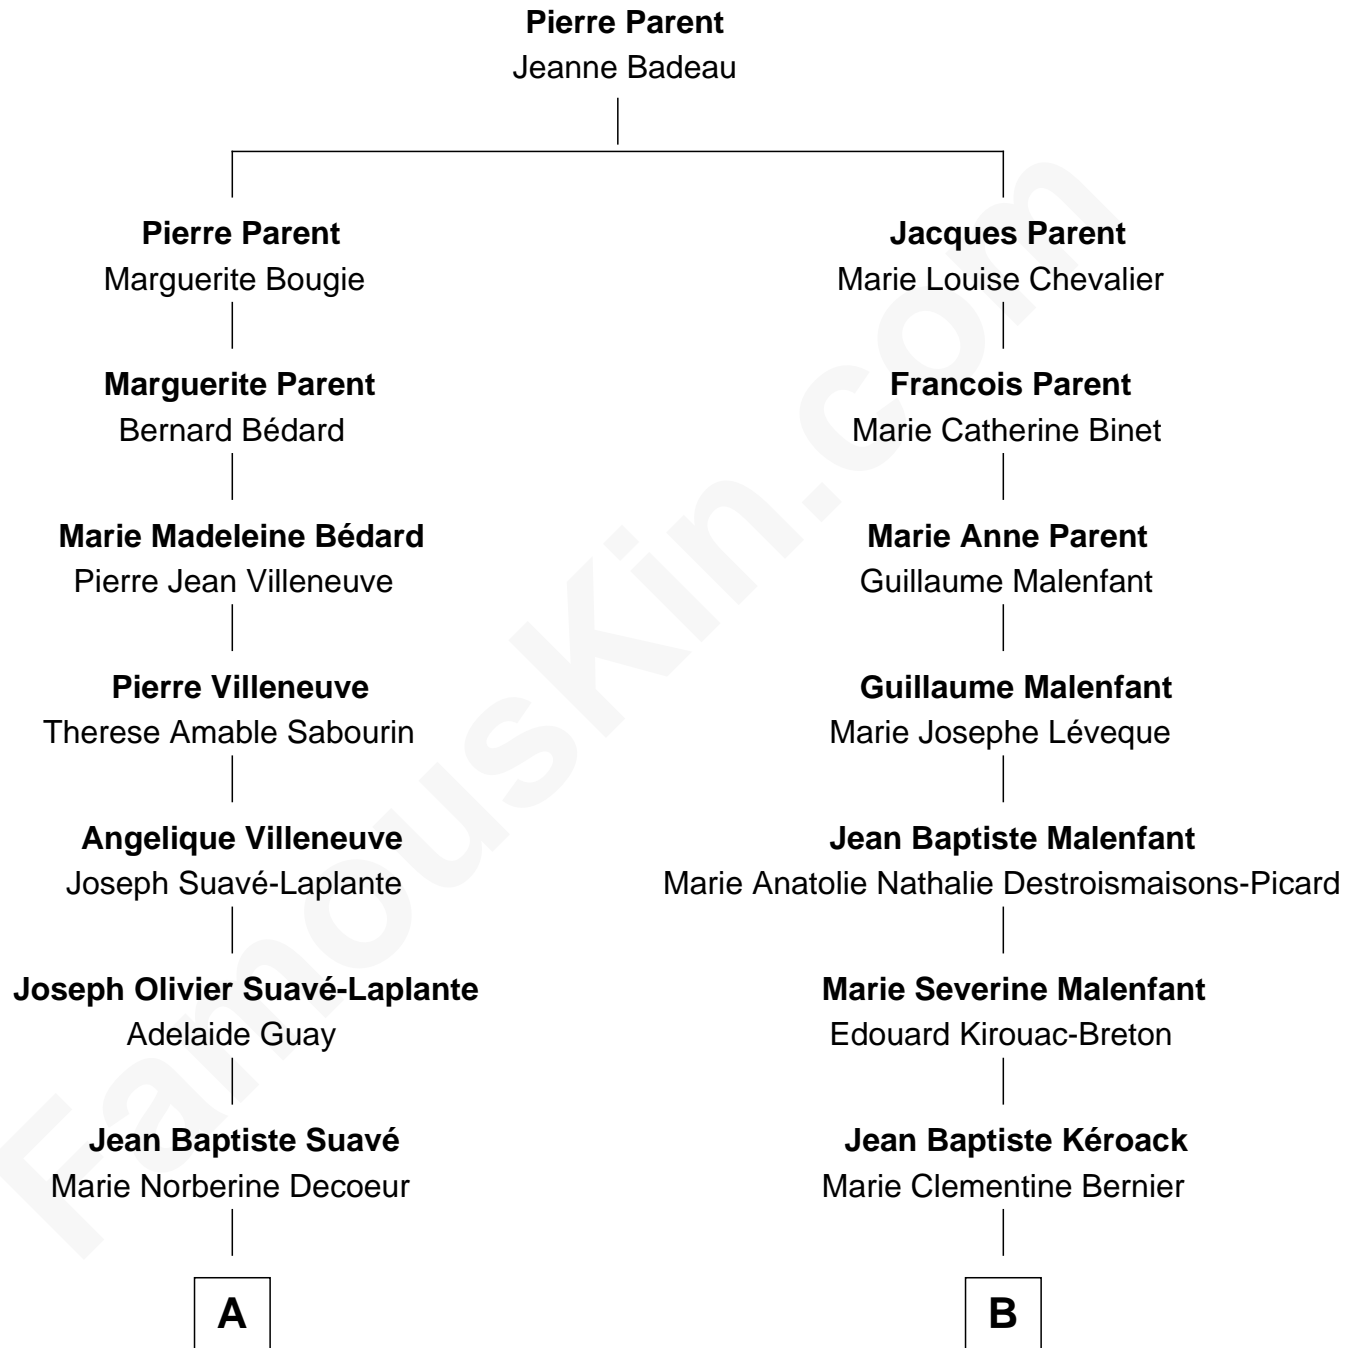 Pierre Parent
Jeanne Badeau
Pierre Parent
Marguerite Bougie
Marguerite Parent
Bernard Bédard
Marie Madeleine Bédard
Pierre Jean Villeneuve
Pierre Villeneuve
Therese Amable Sabourin
Angelique Villeneuve
Joseph Suavé-Laplante
Joseph Olivier Suavé-Laplante
Adelaide Guay
Jean Baptiste Suavé
Marie Norberine Decoeur
A
Jacques Parent
Marie Louise Chevalier
Francois Parent
Marie Catherine Binet
Marie Anne Parent
Guillaume Malenfant
Guillaume Malenfant
Marie Josephe Léveque
Jean Baptiste Malenfant
Marie Anatolie Nathalie Destroismaisons-Picard
Marie Severine Malenfant
Edouard Kirouac-Breton
Jean Baptiste Kéroack
Marie Clementine Bernier
B
FamousKin.com